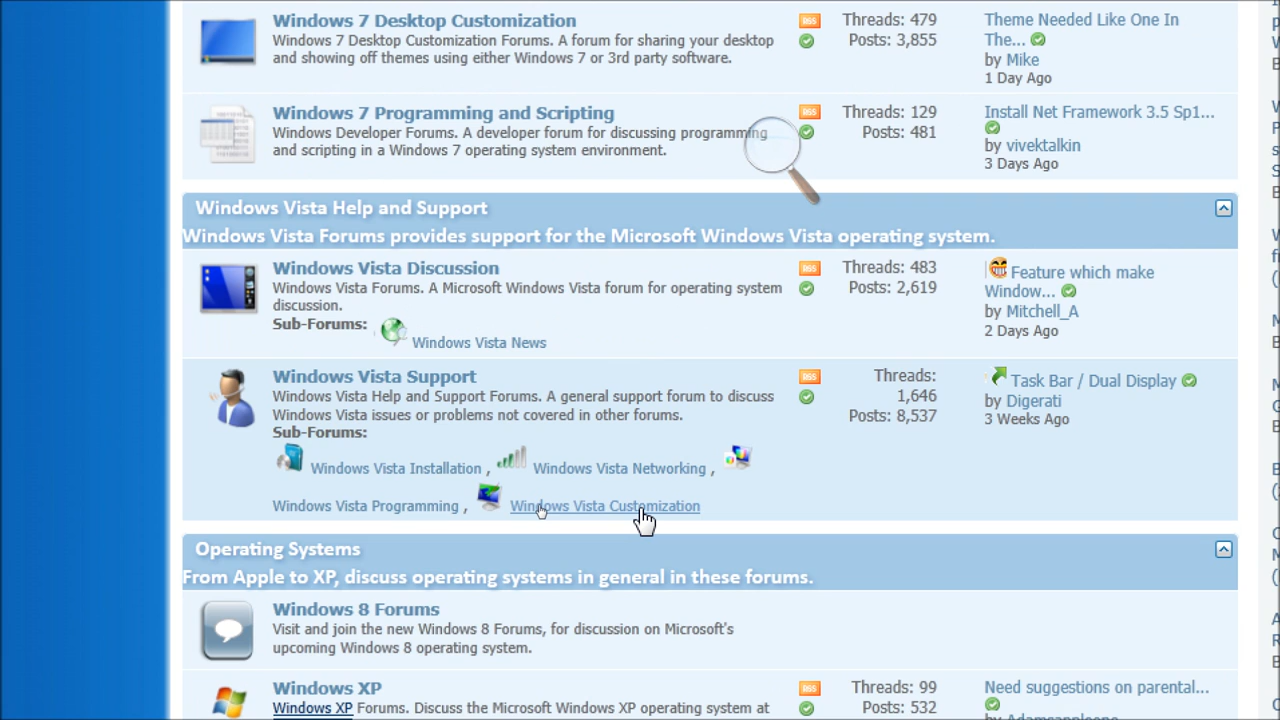 Windows 7 Desktop Customization
Windows 7 Desktop Customization Forums. A forum for sharing your desktop
and showing off themes using either Windows 7 or 3rd party software.
RSS
Threads: 479
Posts: 3,855
Theme Needed Like One In
The...
by Mike
1 Day Ago
Windows 7 Programming and Scripting
Windows Developer Forums. A developer forum for discussing programming
and scripting in a Windows 7 operating system environment.
RSS
Threads: 129
Posts: 481
Install Net Framework 3.5 Sp1...
by vivektalkin
3 Days Ago
Windows Vista Help and Support
Windows Vista Forums provides support for the Microsoft Windows Vista operating system.
Windows Vista Discussion
Windows Vista Forums. A Microsoft Windows Vista forum for operating system
discussion.
Sub-Forums:
Windows Vista News
RSS
Threads: 483
Posts: 2,619
Feature which make
Window...
by Mitchell_A
2 Days Ago
Windows Vista Support
Windows Vista Help and Support Forums. A general support forum to discuss
Windows Vista issues or problems not covered in other forums.
Sub-Forums:
Windows Vista Installation , Windows Vista Networking ,
Windows Vista Programming , Windows Vista Customization
RSS
Threads:
1,646
Posts: 8,537
Task Bar / Dual Display
by Digerati
3 Weeks Ago
Operating Systems
From Apple to XP, discuss operating systems in general in these forums.
Windows 8 Forums
Visit and join the new Windows 8 Forums, for discussion on Microsoft's
upcoming Windows 8 operating system.
Windows XP
Windows XP Forums. Discuss the Microsoft Windows XP operating system at
RSS
Threads: 99
Posts: 532
Need suggestions on parental...
by